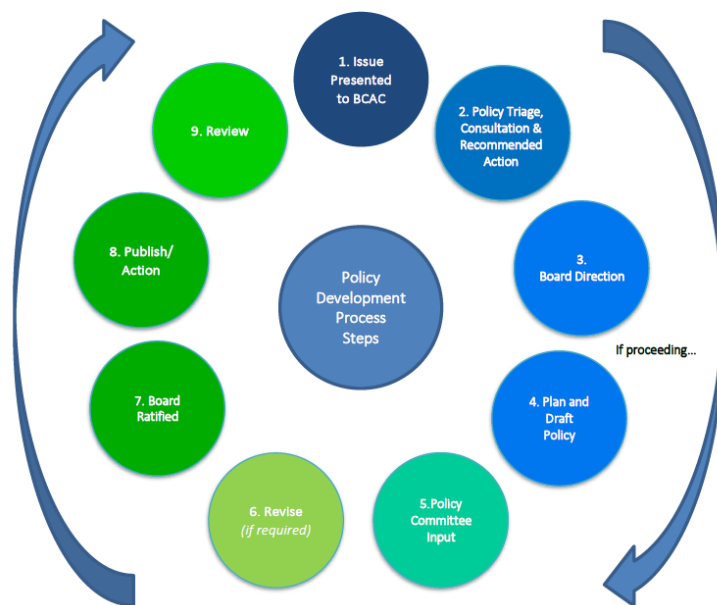 1. Issue
Presented
to BCAC
2. Policy Triage,
Consultation &
Recommended
Action
3.
Board Direction
If proceeding...
4. Plan and
Draft
Policy
5.Policy
Committee
Input
6. Revise
(if required)
7. Board
Ratified
8. Publish/
Action
9. Review
Policy
Development
Process
Steps